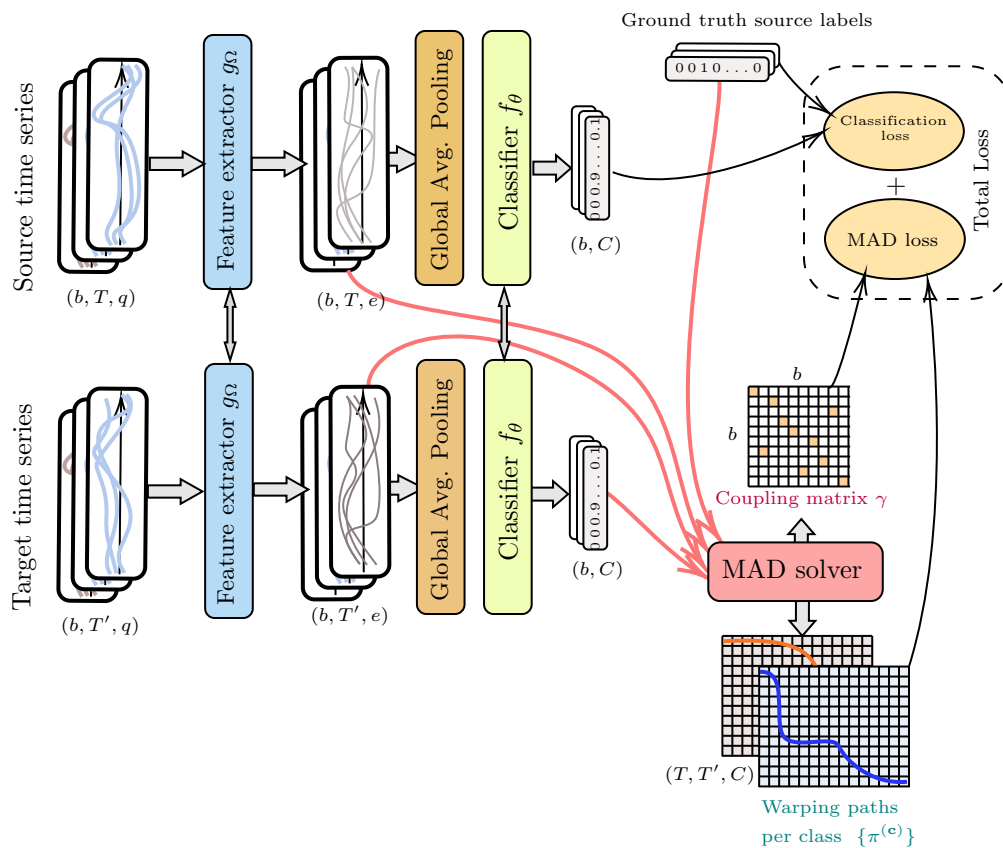 Ground truth source labels
0 0 1 0 . . . 0
Source time series
Feature extractor gΩ
Global Avg. Pooling
Classifier fθ
0 0 0.9 . . . 0.1
Classification
loss
+
MAD loss
Total Loss
(b, T, q)
(b, T, e)
(b, C)
Target time series
Feature extractor gΩ
Global Avg. Pooling
Classifier fθ
0 0 0.9 . . . 0.1
b
b
Coupling matrix γ
(b, T′, q)
(b, T′, e)
(b, C)
MAD solver
(T, T′, C)
Warping paths
per class {π(c)}